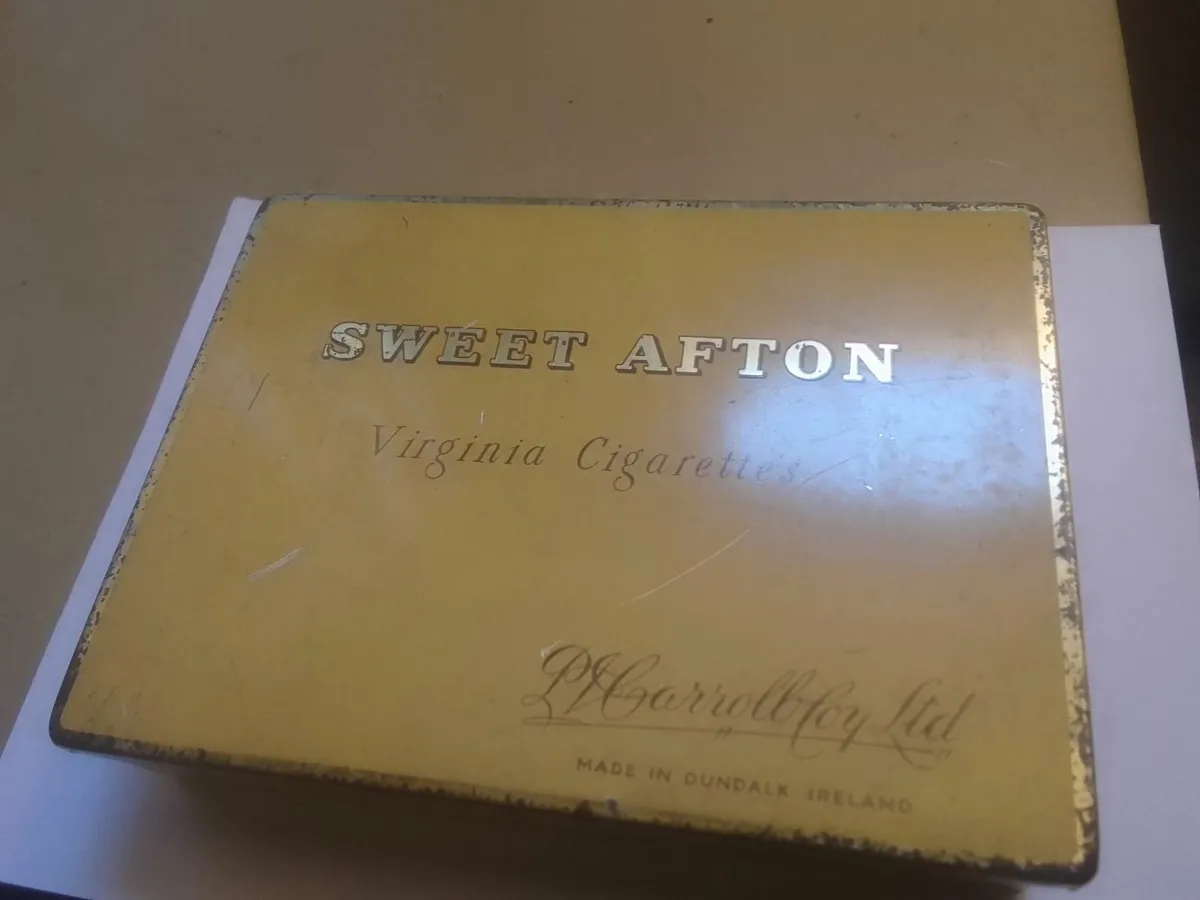 SWEET AFTON
Virginia Cigarettes
P J Carroll & Coy Ltd
MADE IN DUNDALK IRELAND